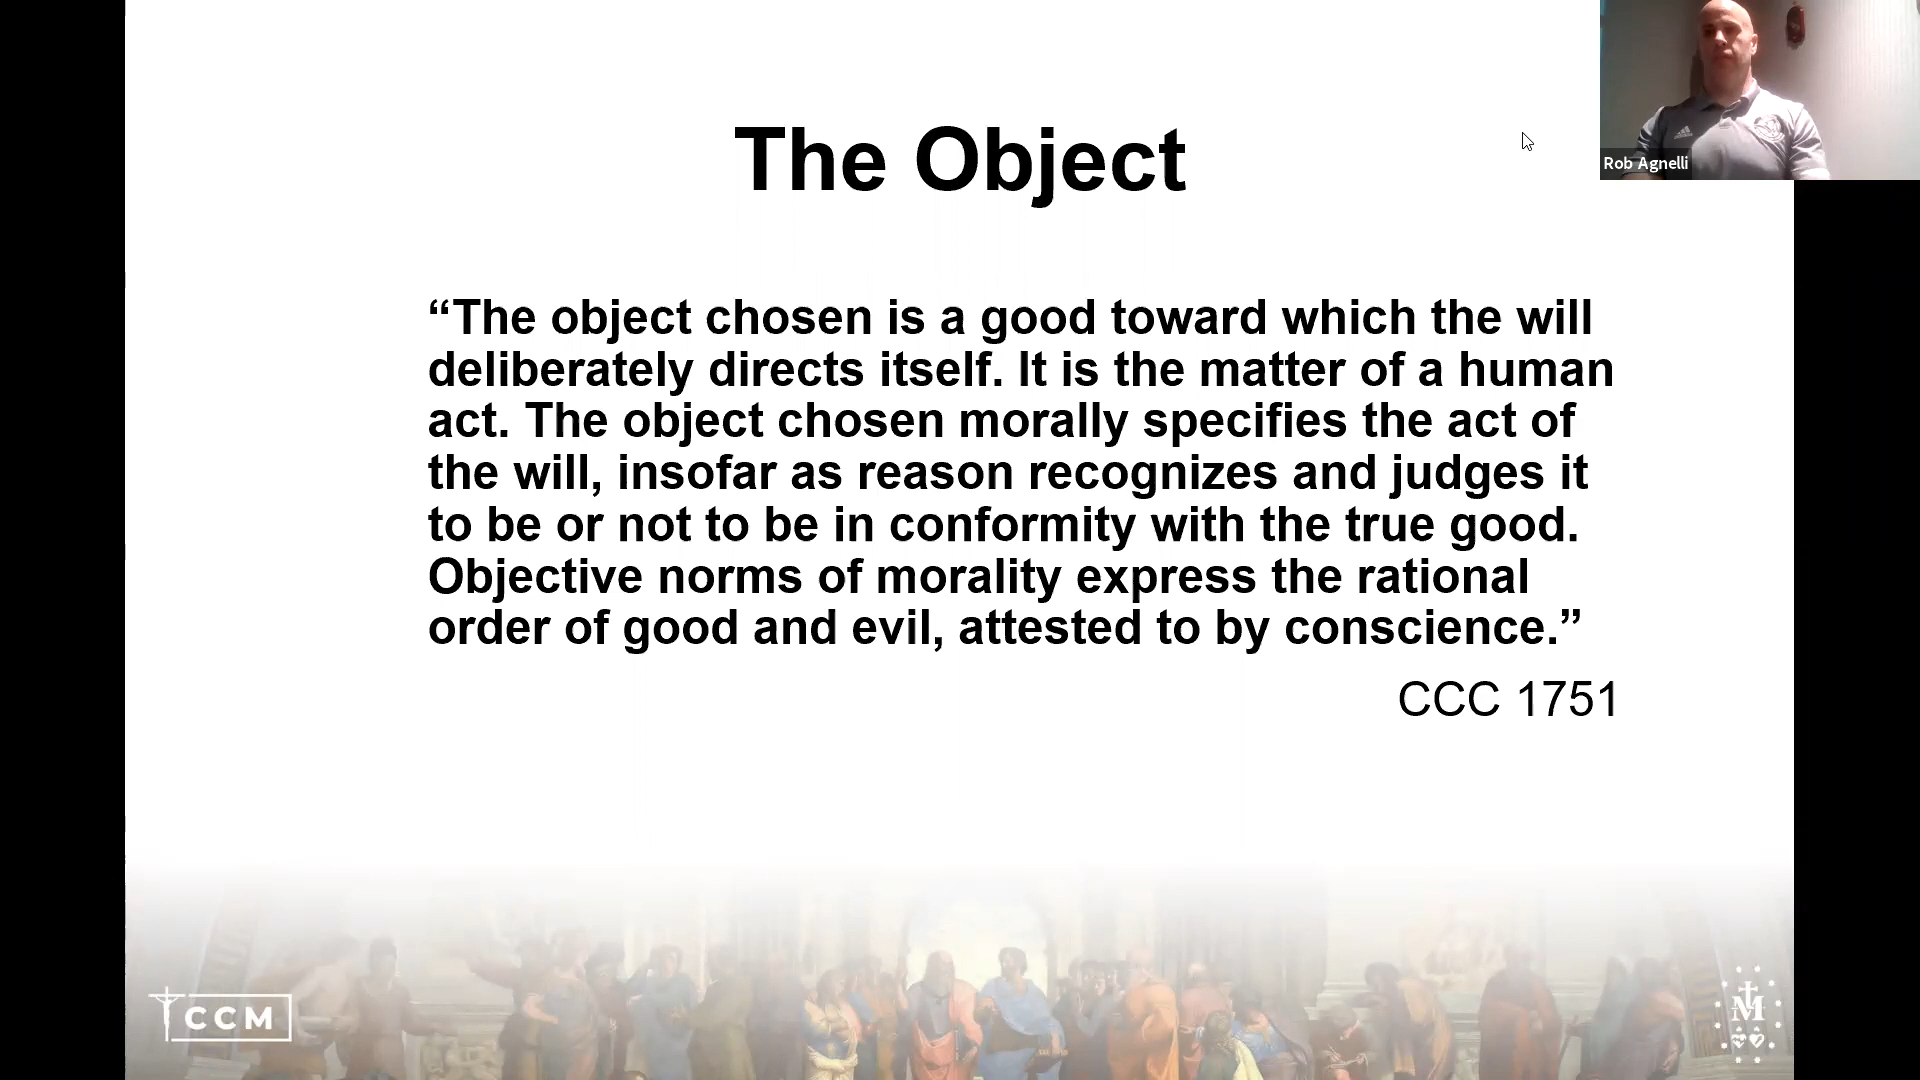 The Object
“The object chosen is a good toward which the will
deliberately directs itself. It is the matter of a human
act. The object chosen morally specifies the act of
the will, insofar as reason recognizes and judges it
to be or not to be in conformity with the true good.
Objective norms of morality express the rational
order of good and evil, attested to by conscience.”
CCC 1751
Rob Agnelli
CCM